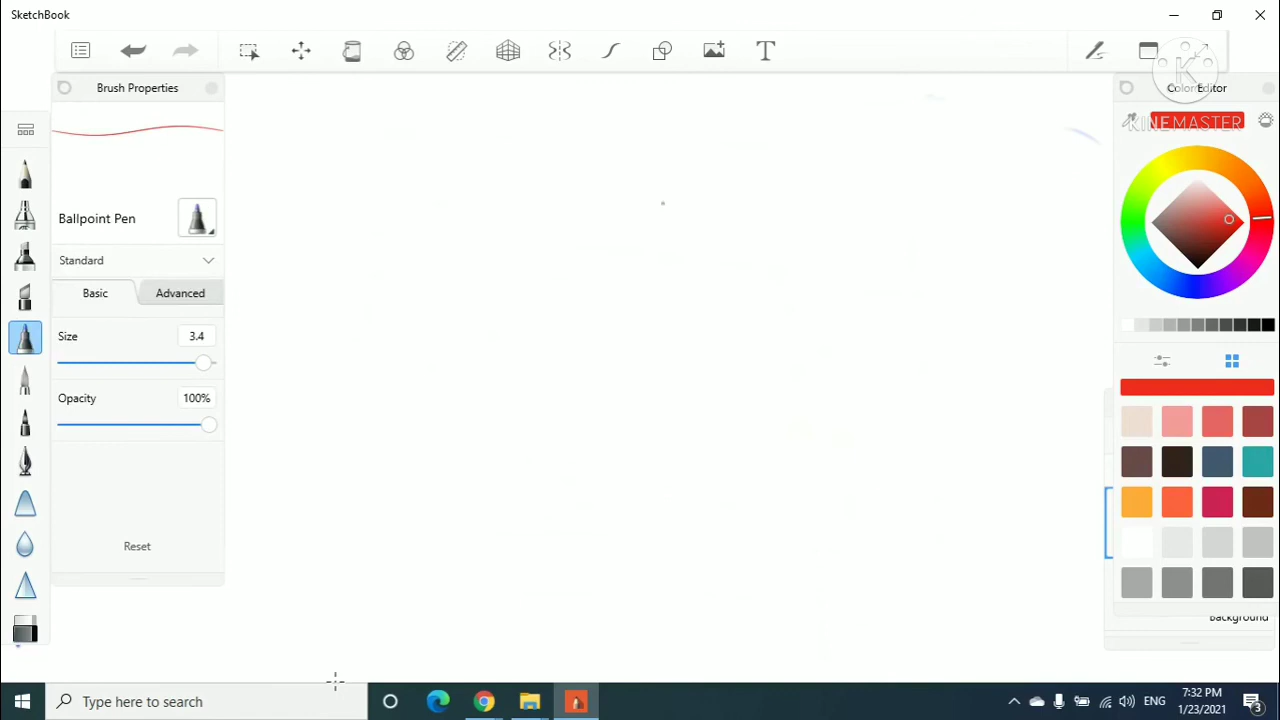 SketchBook
T
Brush Properties
Color Editor
K
KINEMASTER
Ballpoint Pen
Standard
Basic
Advanced
Size
3.4
Opacity
100%
Reset
Background
Type here to search
ENG
7:32 PM
1/23/2021
3